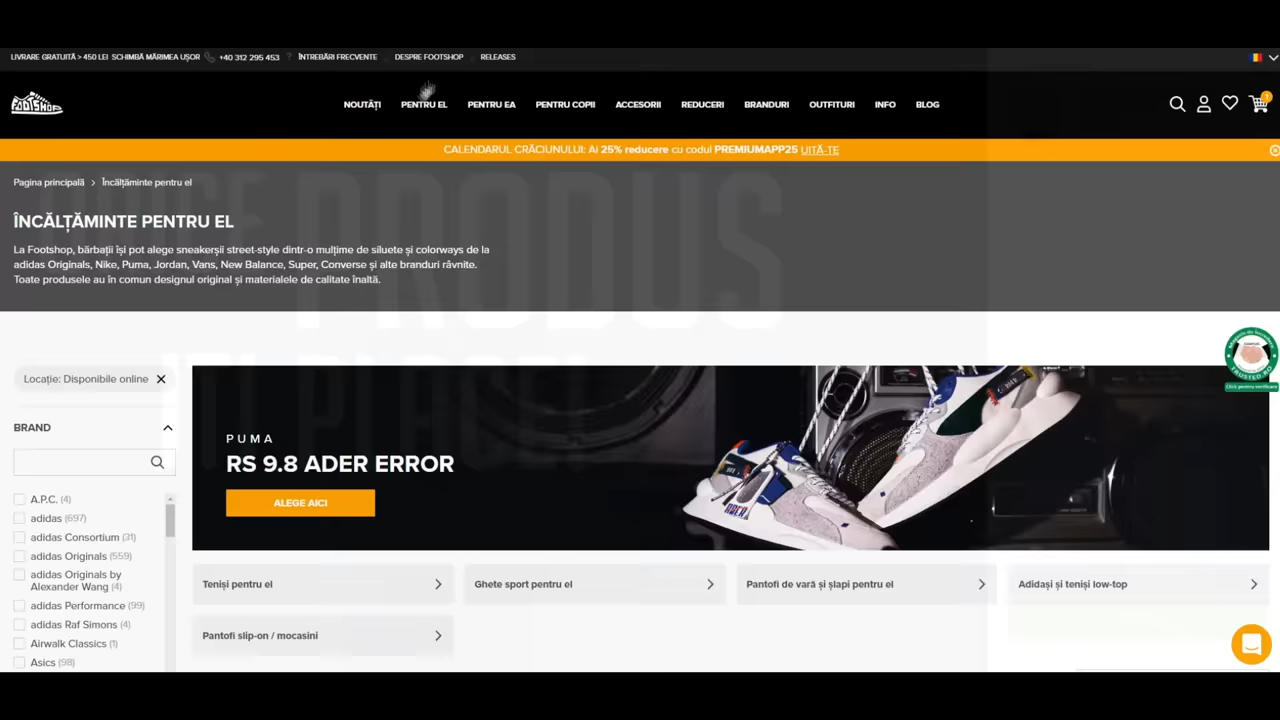 LIVRARE GRATUITĂ > 450 LEI SCHIMBĂ MĂRIMEA UȘOR +40 312 295 453 ? ÎNTREBĂRI FRECVENTE DESPRE FOOTSHOP RELEASES
FOOTSHOP NOUTĂȚI PENTRU EL PENTRU EA PENTRU COPII ACCESORII REDUCERI BRANDURI OUTFITURI INFO BLOG 1
CALENDARUL CRĂCIUNULUI: Ai 25% reducere cu codul PREMIUMAPP25 UITĂ-TE
Pagina principală > Încălțăminte pentru el
ÎNCĂLȚĂMINTE PENTRU EL
La Footshop, bărbații își pot alege sneakerșii street-style dintr-o mulțime de siluete și colorways de la
adidas Originals, Nike, Puma, Jordan, Vans, New Balance, Super, Converse și alte branduri râvnite.
Toate produsele au în comun designul original și materialele de calitate înaltă.
PRODUS
Locație: Disponibile online
BRAND
A.P.C. (4)
adidas (697)
adidas Consortium (31)
adidas Originals (559)
adidas Originals by
Alexander Wang (4)
adidas Performance (99)
adidas Raf Simons (4)
Airwalk Classics (1)
Asics (98)
PUMA
RS 9.8 ADER ERROR
ALEGE AICI
TRUSTED.RO
Click pentru verificare
Teniși pentru el
Ghete sport pentru el
Pantofi de vară și șlapi pentru el
Adidași și teniși low-top
Pantofi slip-on / mocasini